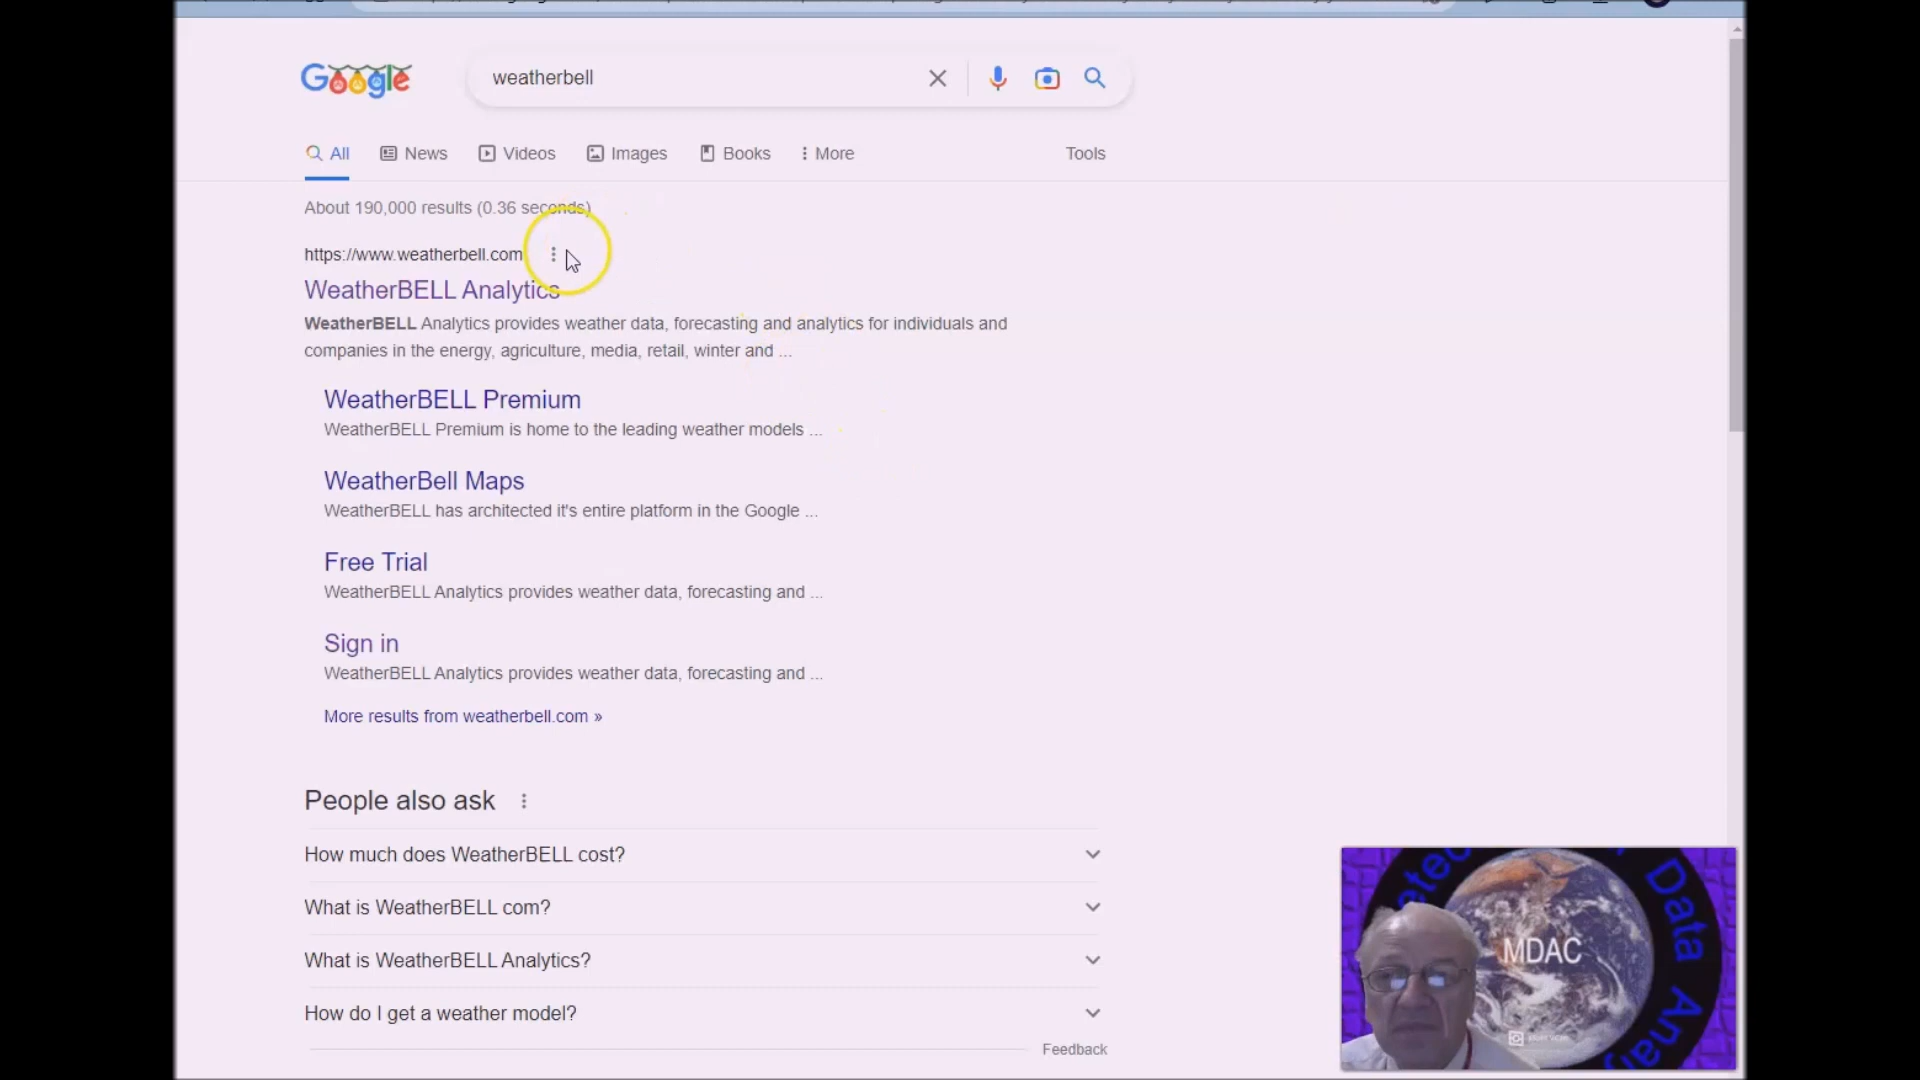 Google
weatherbell
All
News
Videos
Images
Books
More
Tools
About 190,000 results (0.36 seconds)
https://www.weatherbell.com
WeatherBELL Analytics
WeatherBELL Analytics provides weather data, forecasting and analytics for individuals and
companies in the energy, agriculture, media, retail, winter and ...
WeatherBELL Premium
WeatherBELL Premium is home to the leading weather models ...
WeatherBell Maps
WeatherBELL has architected it's entire platform in the Google ...
Free Trial
WeatherBELL Analytics provides weather data, forecasting and ...
Sign in
WeatherBELL Analytics provides weather data, forecasting and ...
More results from weatherbell.com »
People also ask
How much does WeatherBELL cost?
What is WeatherBELL com?
What is WeatherBELL Analytics?
How do I get a weather model?
Feedback
Data
MDAC